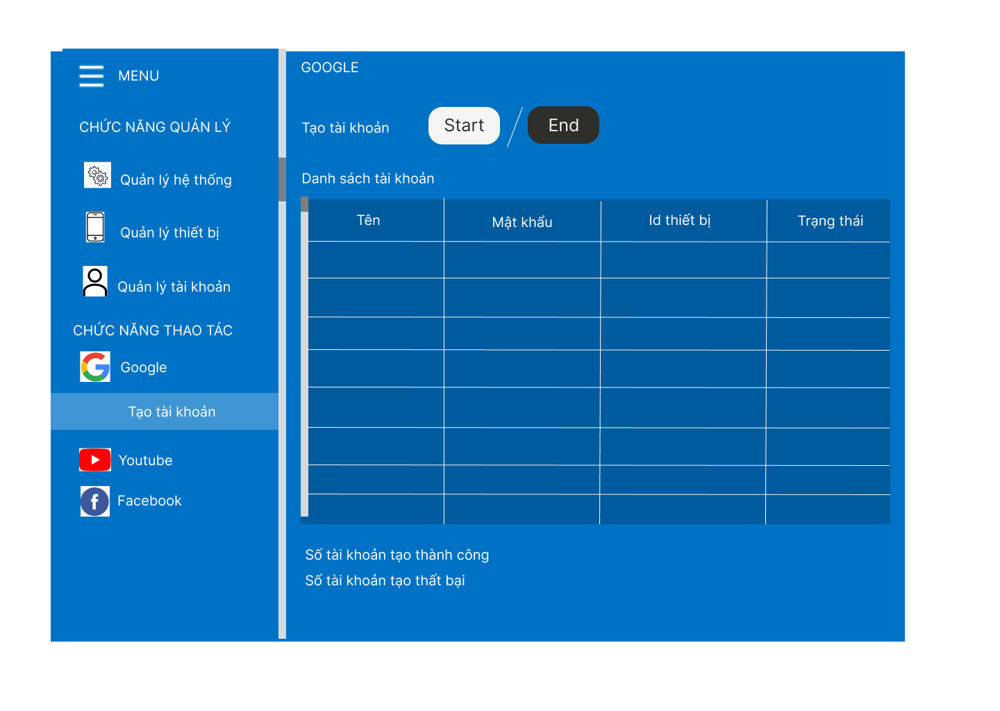 MENU
CHỨC NĂNG QUẢN LÝ
Quản lý hệ thống
Quản lý thiết bị
Quản lý tài khoản
CHỨC NĂNG THAO TÁC
Google
Tạo tài khoản
Youtube
Facebook
GOOGLE
Tạo tài khoản
Start / End
Danh sách tài khoản
Tên Mật khẩu Id thiết bị Trạng thái
Số tài khoản tạo thành công
Số tài khoản tạo thất bại